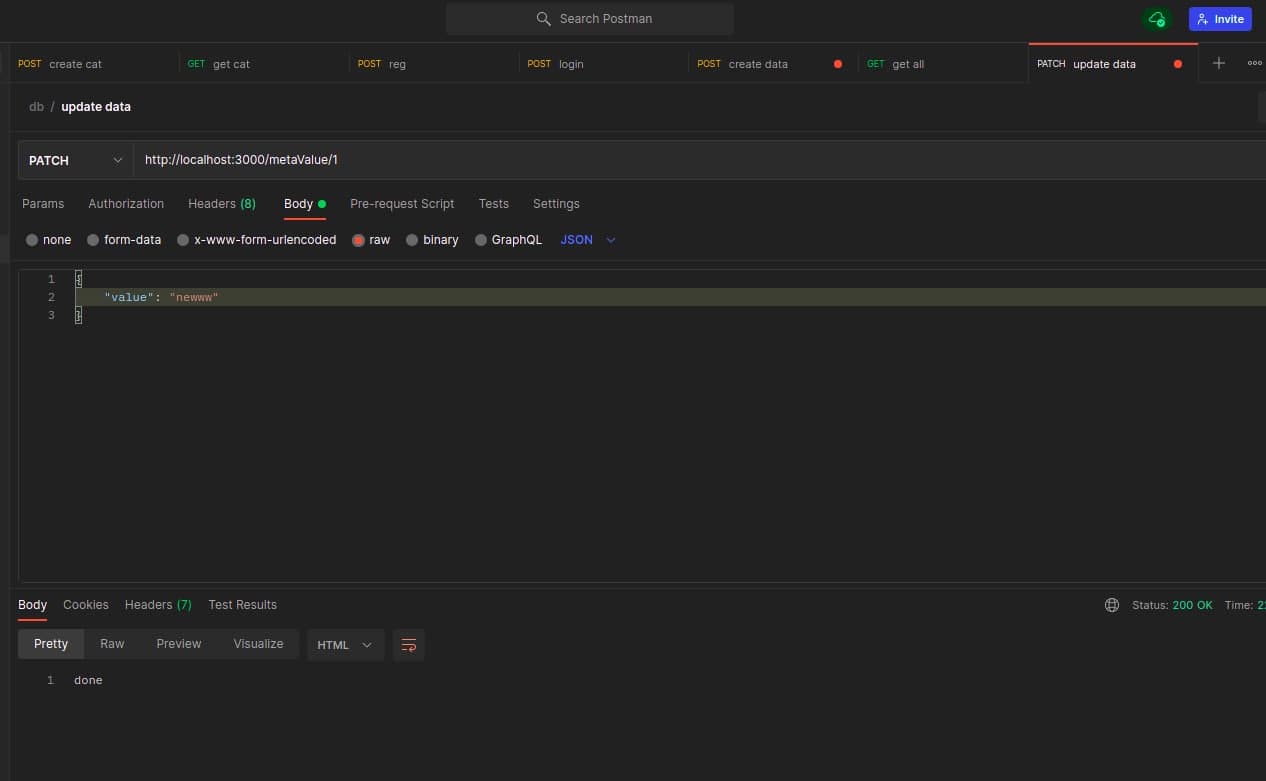 Search Postman
Invite
POST create cat GET get cat POST reg POST login POST create data GET get all PATCH update data
db / update data
PATCH http://localhost:3000/metaValue/1
Params Authorization Headers (8) Body Pre-request Script Tests Settings
none form-data x-www-form-urlencoded raw binary GraphQL JSON
1 {
2 "value": "newww"
3 }
Body Cookies Headers (7) Test Results Status: 200 OK Time:
Pretty Raw Preview Visualize HTML
1 done